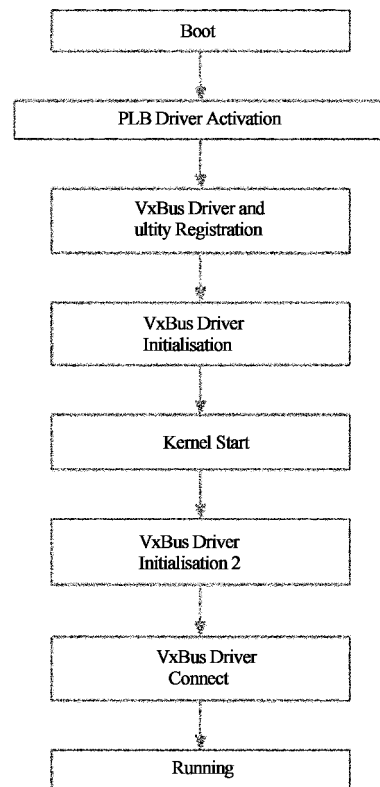 Boot
PLB Driver Activation
VxBus Driver and
ultity Registration
VxBus Driver
Initialisation
Kernel Start
VxBus Driver
Initialisation 2
VxBus Driver
Connect
Running